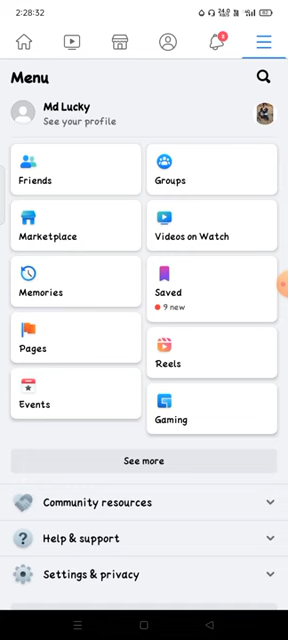 2:28:32
Menu
Md Lucky
See your profile
Friends
Groups
Marketplace
Videos on Watch
Memories
Saved
9 new
Pages
Reels
Events
Gaming
See more
Community resources
Help & support
Settings & privacy